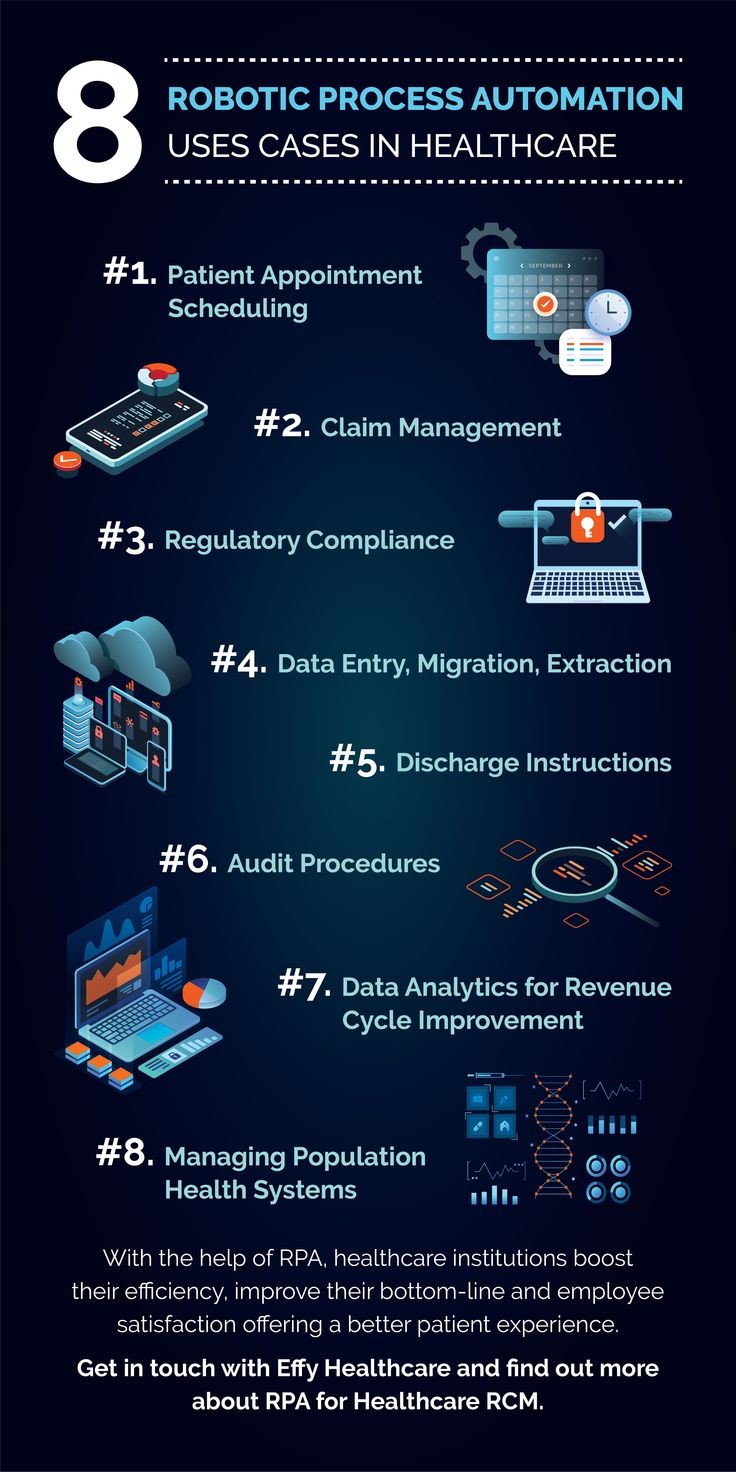 8
ROBOTIC PROCESS AUTOMATION
USES CASES IN HEALTHCARE
#1. Patient Appointment
Scheduling
SEPTEMBER
#2. Claim Management
#3. Regulatory Compliance
#4. Data Entry, Migration, Extraction
#5. Discharge Instructions
#6. Audit Procedures
#7. Data Analytics for Revenue
Cycle Improvement
#8. Managing Population
Health Systems
With the help of RPA, healthcare institutions boost
their efficiency, improve their bottom-line and employee
satisfaction offering a better patient experience.
Get in touch with Effy Healthcare and find out more
about RPA for Healthcare RCM.